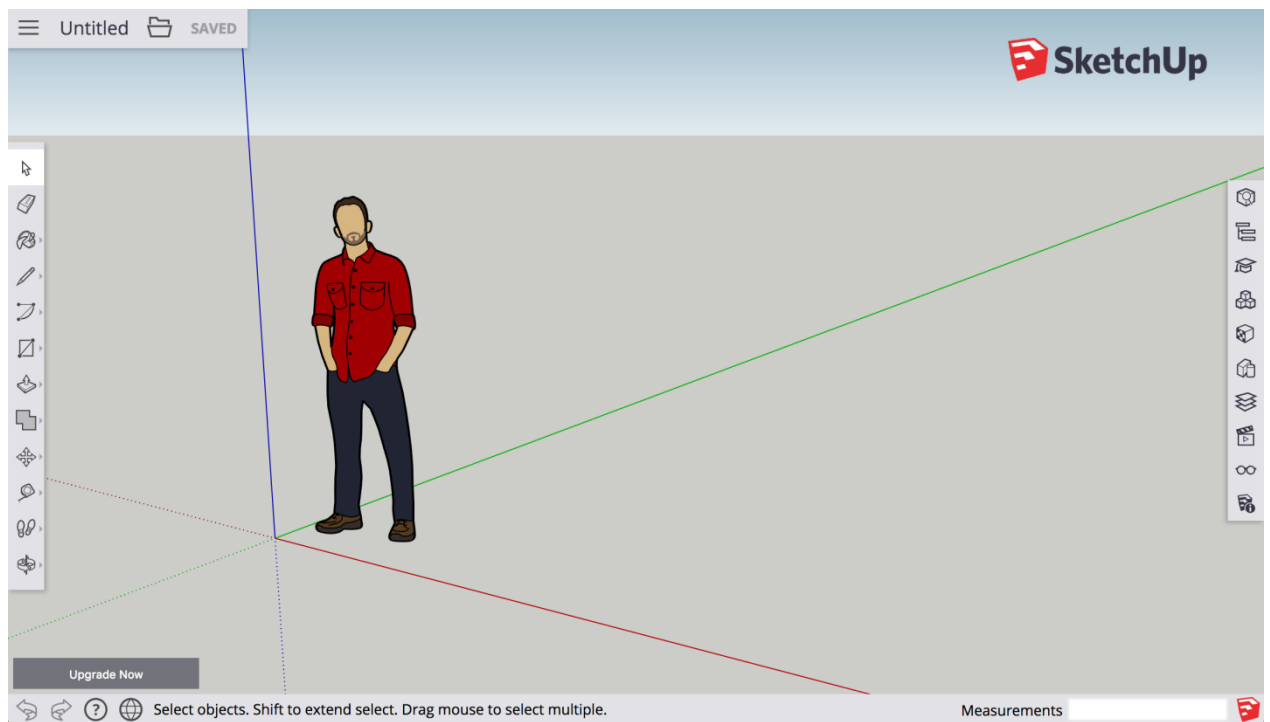 Untitled
SAVED
SketchUp
Upgrade Now
Select objects. Shift to extend select. Drag mouse to select multiple.
Measurements